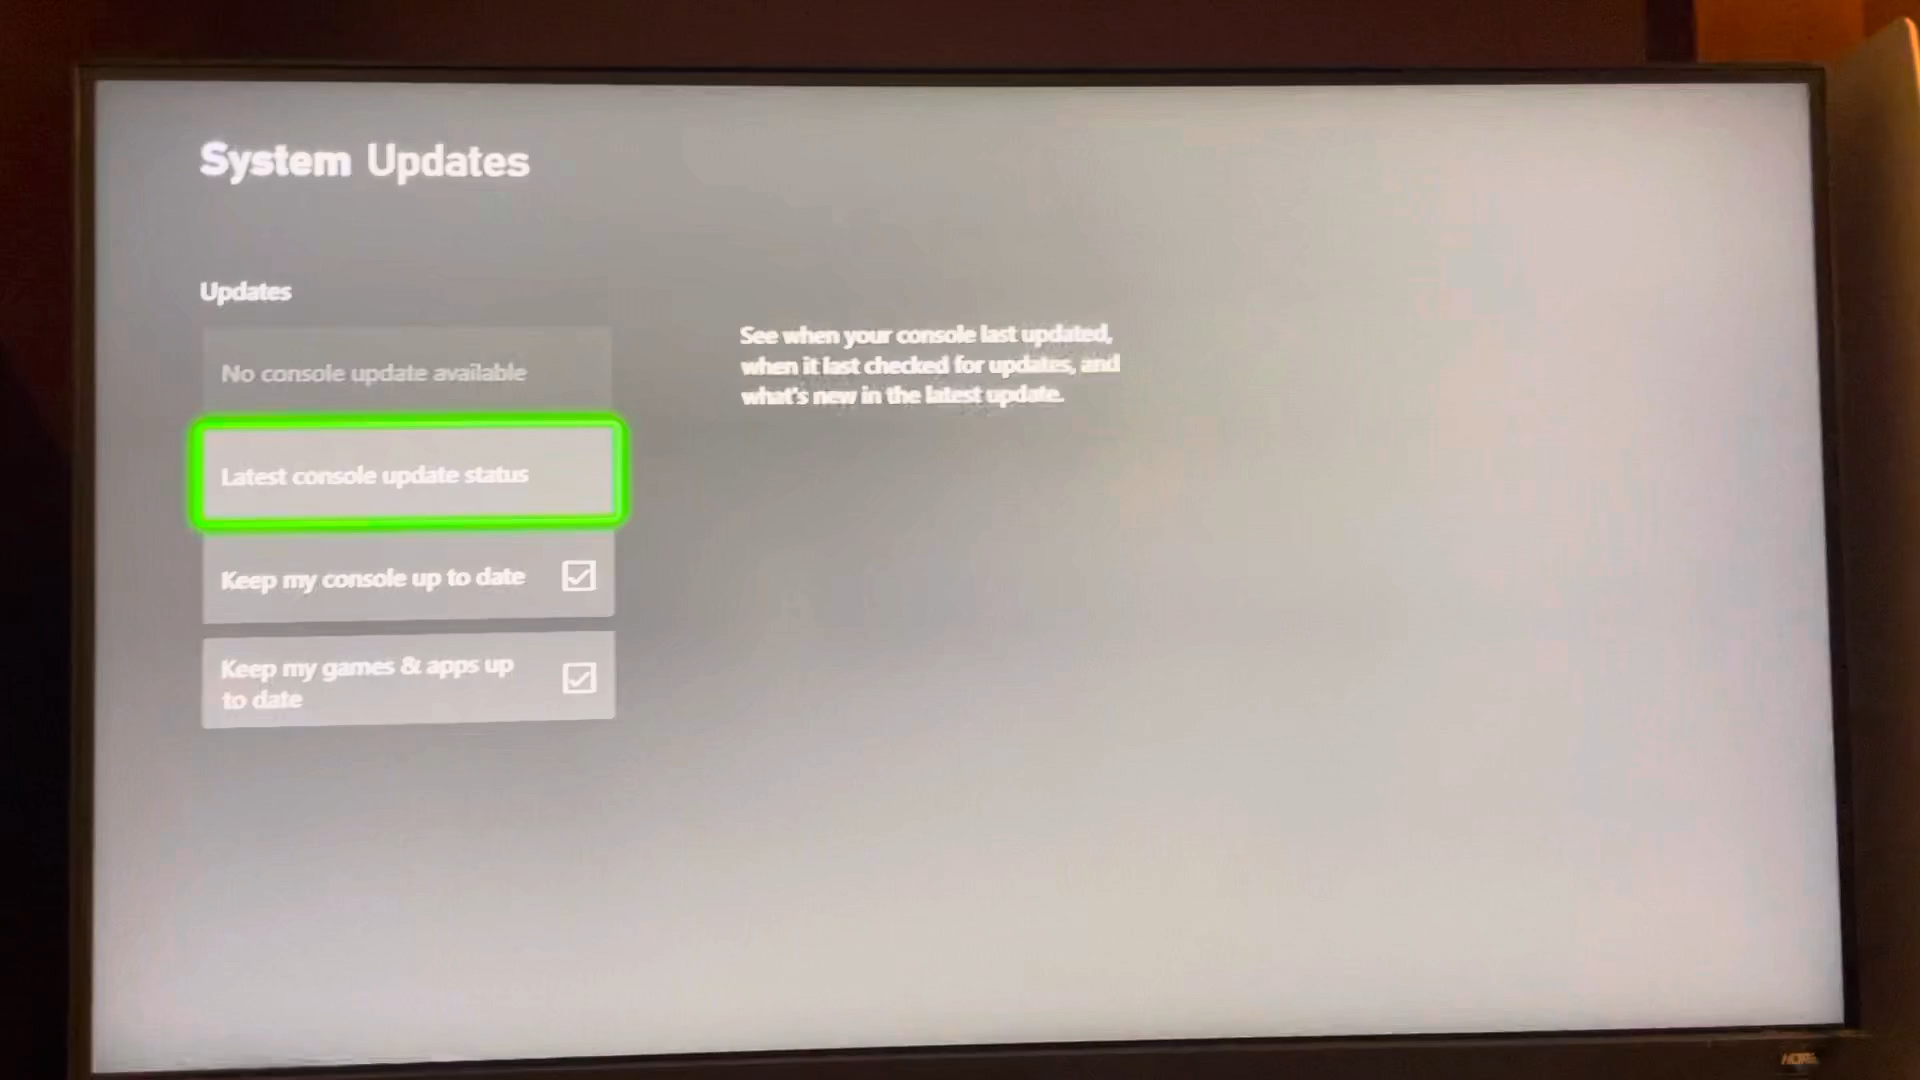 System Updates
Updates
No console update available
Latest console update status
Keep my console up to date
Keep my games & apps up
to date
See when your console last updated,
when it last checked for updates, and
what's new in the latest update.